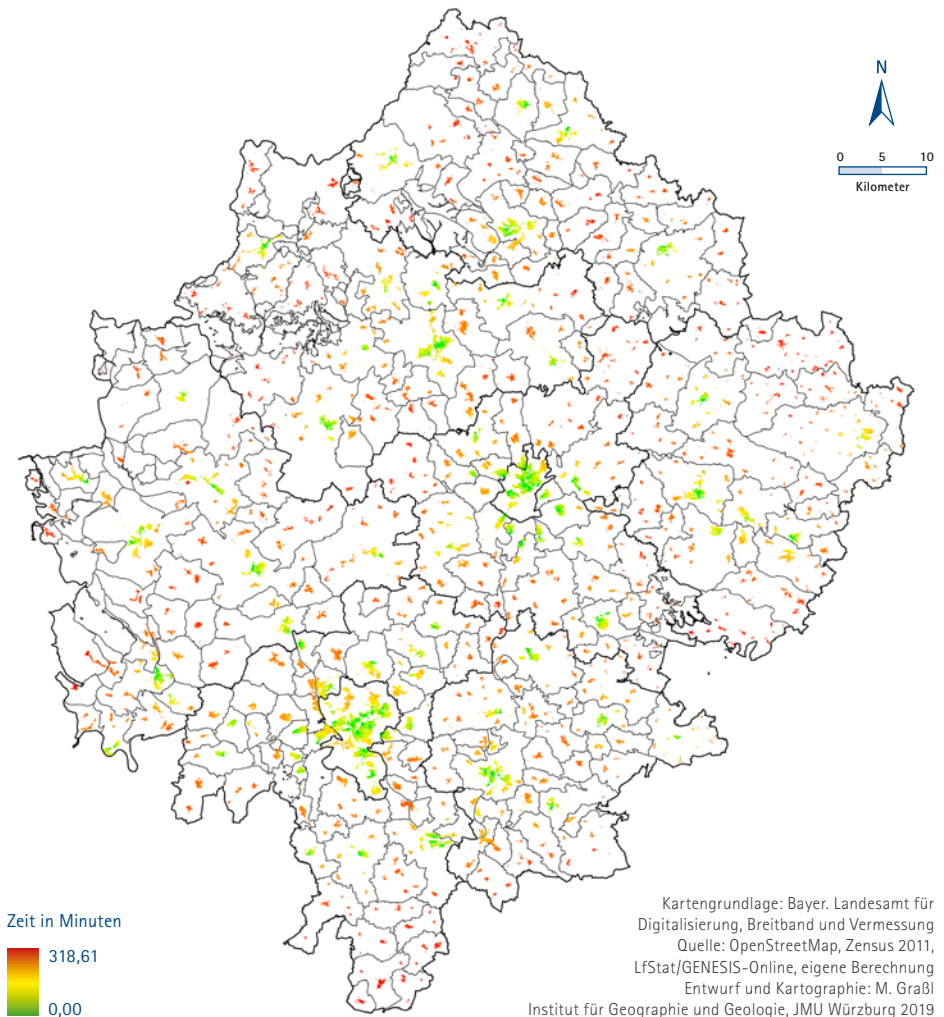 N
0 5 10
Kilometer
Zeit in Minuten
318,61
0,00
Kartengrundlage: Bayer. Landesamt für
Digitalisierung, Breitband und Vermessung
Quelle: OpenStreetMap, Zensus 2011,
LfStat/GENESIS-Online, eigene Berechnung
Entwurf und Kartographie: M. Graßl
Institut für Geographie und Geologie, JMU Würzburg 2019